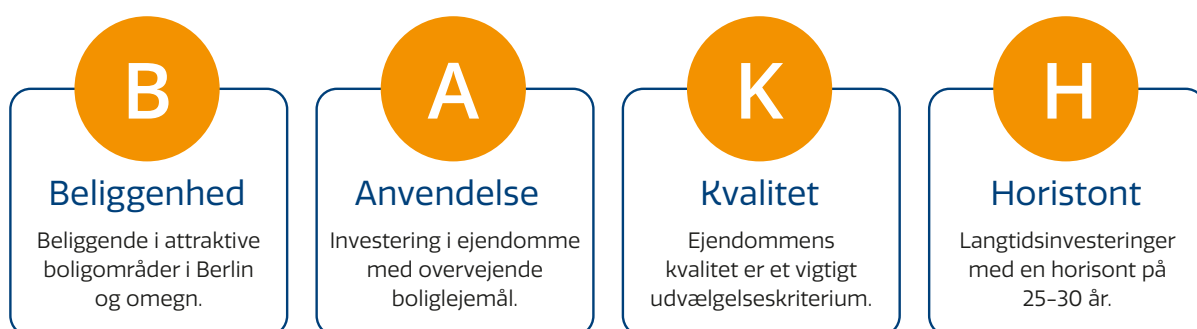 B
Beliggenhed
Beliggende i attraktive
boligområder i Berlin
og omegn.
A
Anvendelse
Investering i ejendomme
med overvejende
boliglejemål.
K
Kvalitet
Ejendommens
kvalitet er et vigtigt
udvælgelseskriterium.
H
Horistont
Langtidsinvesteringer
med en horisont på
25-30 år.